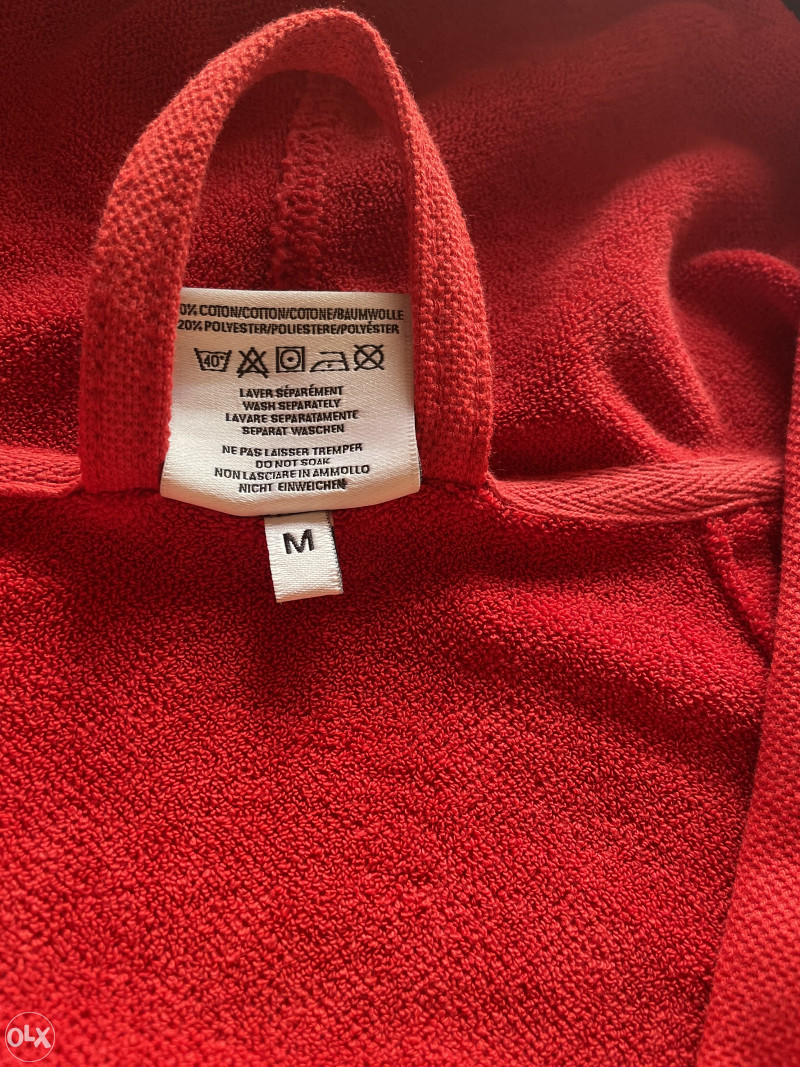 0% COTON/COTTON/COTONE/BAUMWOLLE
20% POLYESTER/POLIESTERE/POLYÉSTER
40°
LAVER SÉPARÉMENT
WASH SEPARATELY
LAVARE SEPARATAMENTE
SEPARAT WASCHEN
NE PAS LAISSER TREMPER
DO NOT SOAK
NON LASCIARE IN AMMOLLO
NICHT EINWEICHEN
M
OLX